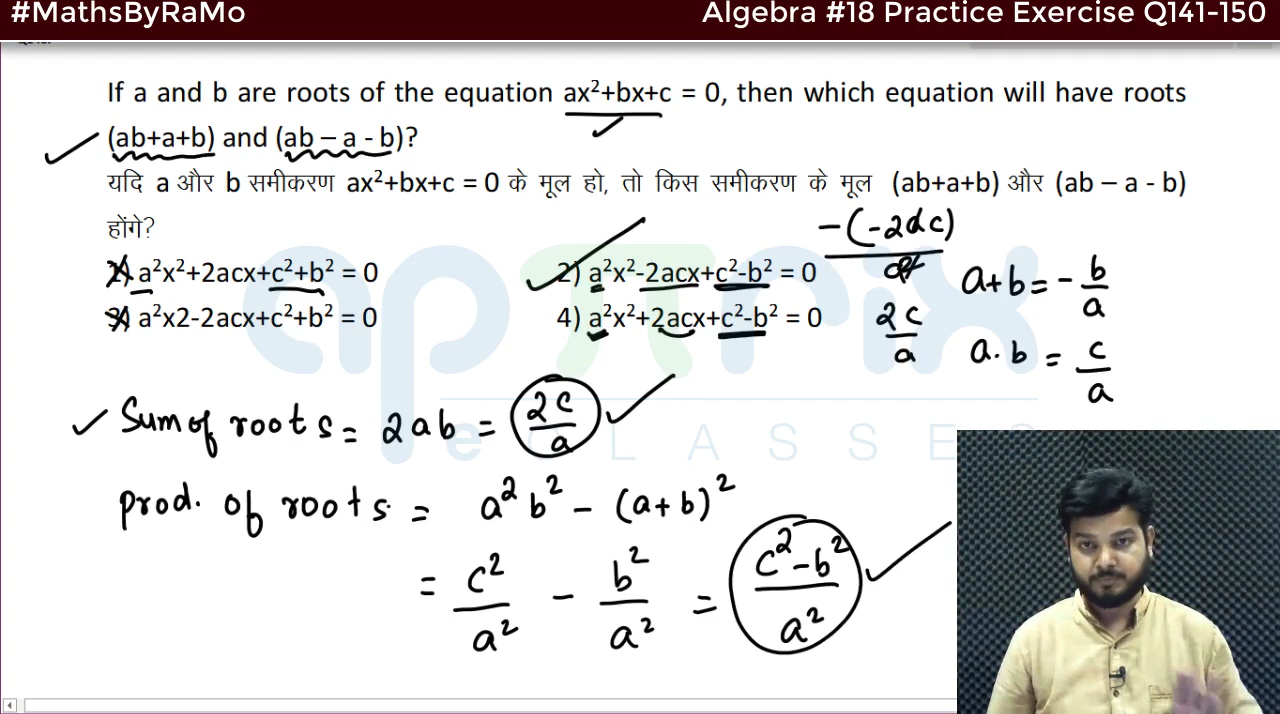 #MathsByRaMo
Algebra #18 Practice Exercise Q141-150
If a and b are roots of the equation ax²+bx+c = 0, then which equation will have roots
(ab+a+b) and (ab – a - b)?
यदि a और b समीकरण ax²+bx+c = 0 के मूल हो, तो किस समीकरण के मूल (ab+a+b) और (ab – a - b)
होंगे?
1) a²x²+2acx+c²+b² = 0
2) a²x²-2acx+c²-b² = 0
3) a²x2-2acx+c²+b² = 0
4) a²x²+2acx+c²-b² = 0
-(-2ac)
2c
a
a+b = - b
a
a.b = c
a
Sum of roots = 2ab = 2c
a
prod. of roots = a²b² - (a+b)²
= c² - b² = c²-b²
a² a² a²
aptrix
eCLASSES